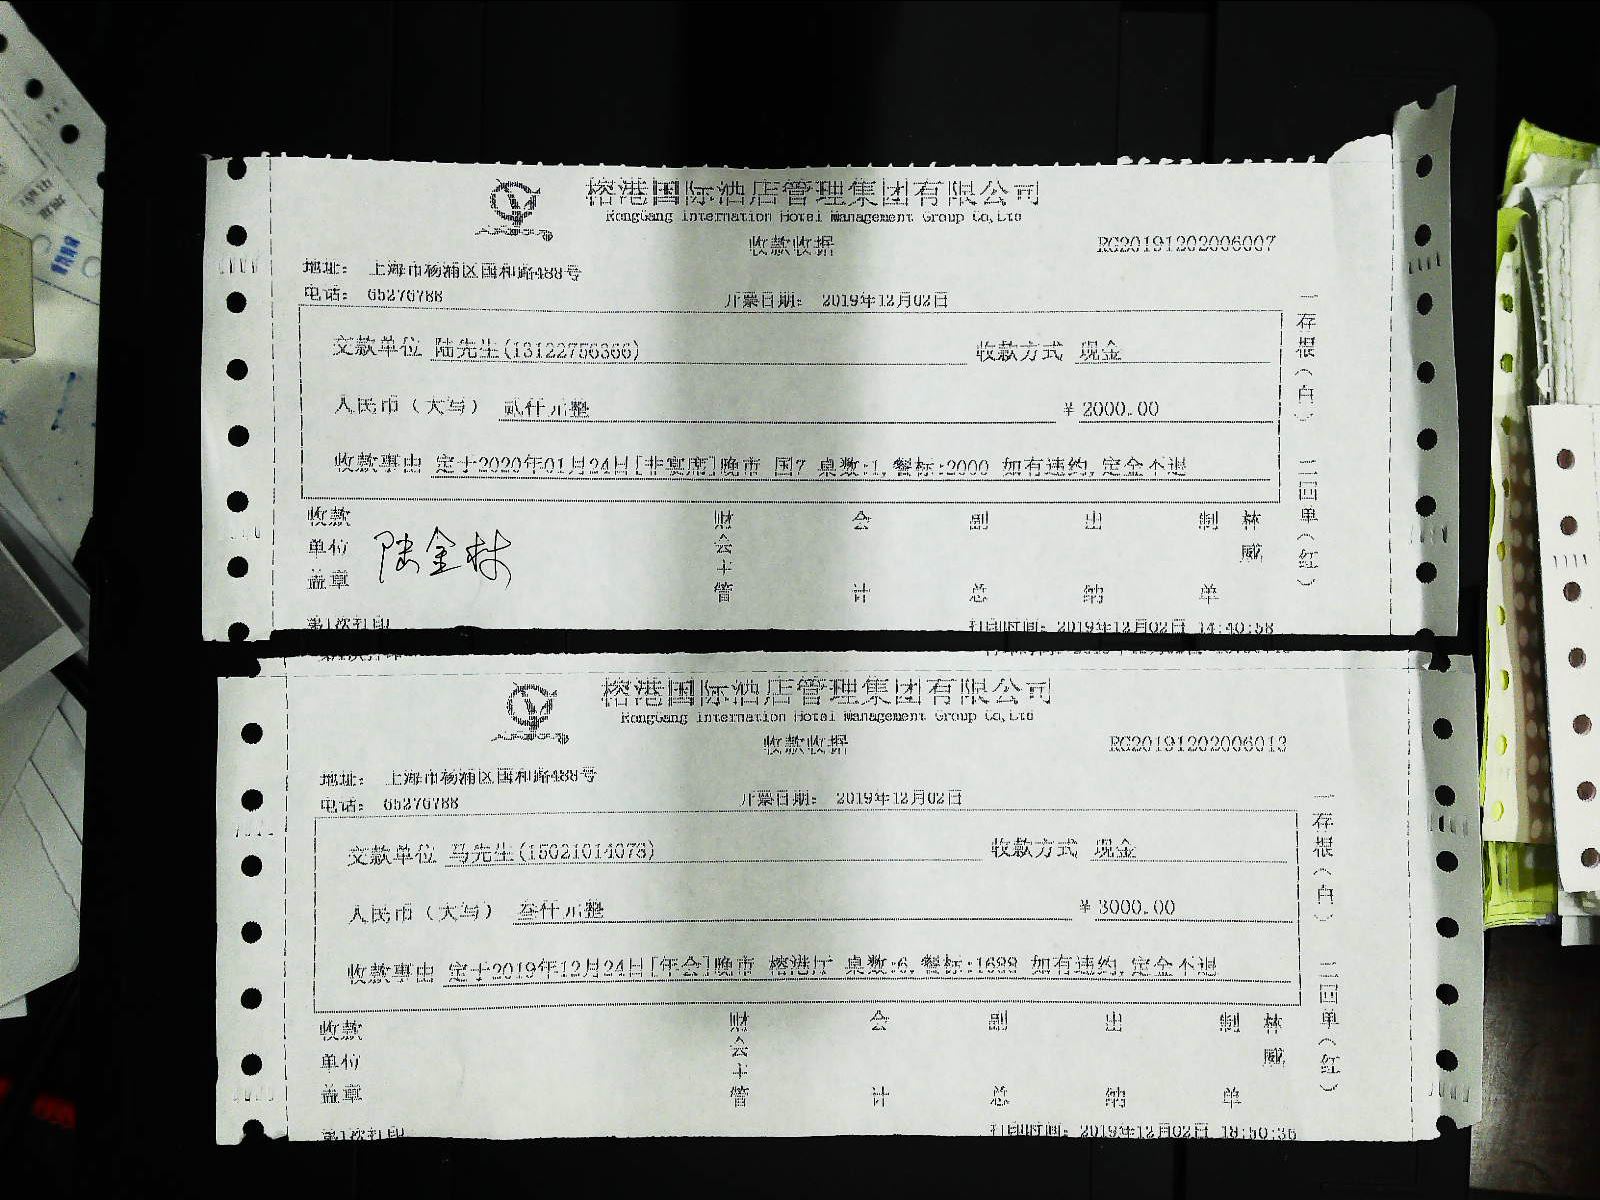 榕港国际酒店管理集团有限公司
RongGang Internation Hotel Management Group Co,Ltd
收款收据 RG20191202006007
地址： 上海市杨浦区国和路488号
电话： 65276788 开票日期： 2019年12月02日
交款单位 陆先生(13122756366) 收款方式 现金
人民币（大写） 贰仟元整 ￥2000.00
收款事由 定于2020年01月24日[非宴席]晚市 国7 桌数:1,餐标:2000 如有违约,定金不退
一存根（白） 二回单（红）
收款单位盖章 陆金林 财会主管 会计 副总 出纳 制单 林威
第1次打印 打印时间： 2019年12月02日 14:40:58
榕港国际酒店管理集团有限公司
RongGang Internation Hotel Management Group Co,Ltd
收款收据 RG20191202006013
地址： 上海市杨浦区国和路488号
电话： 65276788 开票日期： 2019年12月02日
交款单位 马先生(15021014078) 收款方式 现金
人民币（大写） 叁仟元整 ￥3000.00
收款事由 定于2019年12月24日[年会]晚市 榕港厅 桌数:6,餐标:1688 如有违约,定金不退
一存根（白） 二回单（红）
收款单位盖章 财会主管 会计 副总 出纳 制单 林威
第1次打印 打印时间： 2019年12月02日 18:50:36